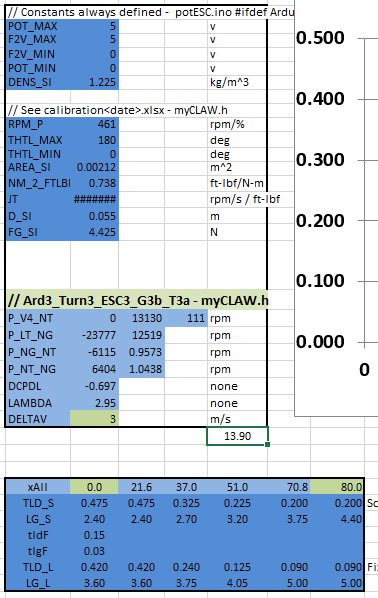 // Constants always defined - potESC.ino #ifdef Ardu
POT_MAX 5 v
F2V_MAX 5 v
F2V_MIN 0 v
POT_MIN 0 v
DENS_SI 1.225 kg/m^3
// See calibration<date>.xlsx - myCLAW.h
RPM_P 461 rpm/%
THTL_MAX 180 deg
THTL_MIN 0 deg
AREA_SI 0.00212 m^2
NM_2_FTLBI 0.738 ft-lbf/N-m
JT ####### rpm/s / ft-lbf
D_SI 0.055 m
FG_SI 4.425 N
// Ard3_Turn3_ESC3_G3b_T3a - myCLAW.h
P_V4_NT 0 13130 111 rpm
P_LT_NG -23777 12519 rpm
P_NG_NT -6115 0.9573 rpm
P_NT_NG 6404 1.0438 rpm
DCPDL -0.697 none
LAMBDA 2.95 none
DELTAV 3 m/s
13.90
xAll 0.0 21.6 37.0 51.0 70.8 80.0
TLD_S 0.475 0.475 0.325 0.225 0.200 0.200 Sc
LG_S 2.40 2.40 2.70 3.20 3.75 4.40
tldF 0.15
tlgF 0.03
TLD_L 0.420 0.420 0.240 0.125 0.090 0.090 Fi
LG_L 3.60 3.60 3.75 4.05 5.00 5.00
0.500
0.400
0.300
0.200
0.100
0.000
0